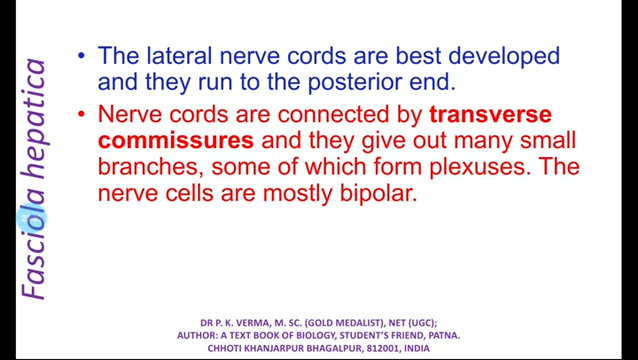 Fasciola hepatica
• The lateral nerve cords are best developed
and they run to the posterior end.
• Nerve cords are connected by transverse
commissures and they give out many small
branches, some of which form plexuses. The
nerve cells are mostly bipolar.
DR P. K. VERMA, M. SC. (GOLD MEDALIST), NET (UGC);
AUTHOR: A TEXT BOOK OF BIOLOGY, STUDENT'S FRIEND, PATNA.
CHHOTI KHANJARPUR BHAGALPUR, 812001, INDIA